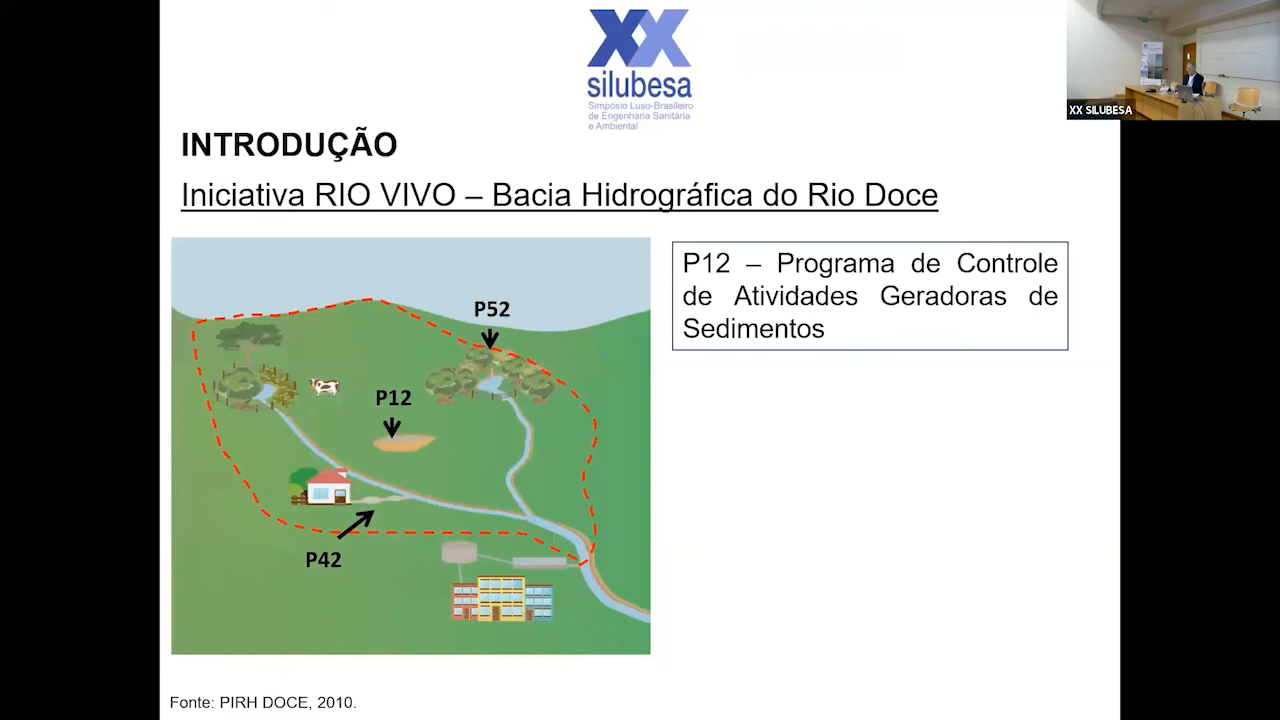 XX
silubesa
Simpósio Luso-Brasileiro
de Engenharia Sanitária
e Ambiental
XX SILUBESA
INTRODUÇÃO
Iniciativa RIO VIVO – Bacia Hidrográfica do Rio Doce
P52
P12
P42
P12 – Programa de Controle
de Atividades Geradoras de
Sedimentos
Fonte: PIRH DOCE, 2010.